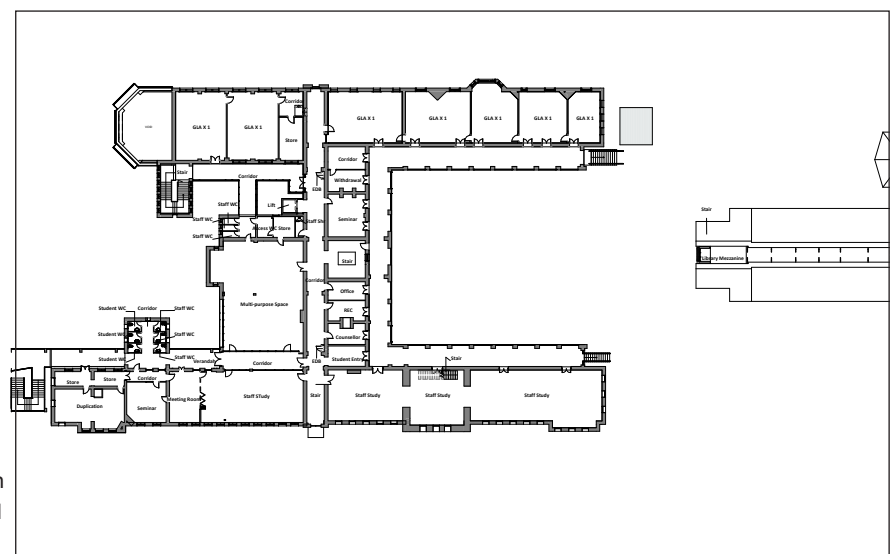 Corridor
GLA X 1
GLA X 1
GLA X 1
GLA X 1
GLA X 1
GLA X 1
GLA X 1
Store
Corridor
Stair
Corridor
Withdrawal
EDB
Staff WC
Lift
Seminar
Stair
Staff WC
Access WC
Store
Library Mezzanine
Stair
Corridor
Office
Multi-purpose Space
REC
Student WC
Corridor
Staff WC
Student WC
Staff WC
Counsellor
Student WC
Staff WC
Verandah
Corridor
EDB
Student Entry
Stair
Store
Store
Corridor
Duplication
Seminar
Meeting Room
Staff STudy
Stair
Staff Study
Staff Study
Staff Study